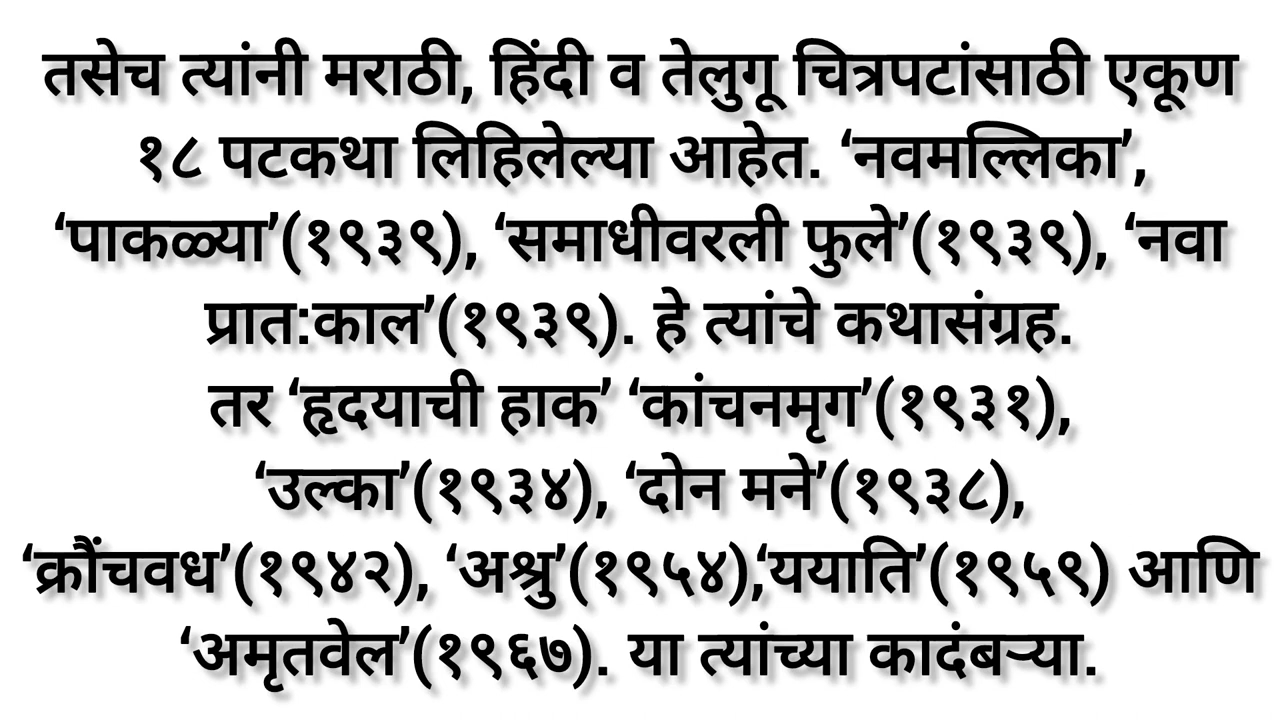 तसेच त्यांनी मराठी, हिंदी व तेलुगू चित्रपटांसाठी एकूण
१८ पटकथा लिहिलेल्या आहेत. ‘नवमल्लिका’,
‘पाकळ्या’(१९३९), ‘समाधीवरली फुले’(१९३९), ‘नवा
प्रात:काल’(१९३९). हे त्यांचे कथासंग्रह.
तर ‘हृदयाची हाक’ ‘कांचनमृग’(१९३१),
‘उल्का’(१९३४), ‘दोन मने’(१९३८),
‘क्रौंचवध’(१९४२), ‘अश्रु’(१९५४),‘ययाति’(१९५९) आणि
‘अमृतवेल’(१९६७). या त्यांच्या कादंबऱ्या.